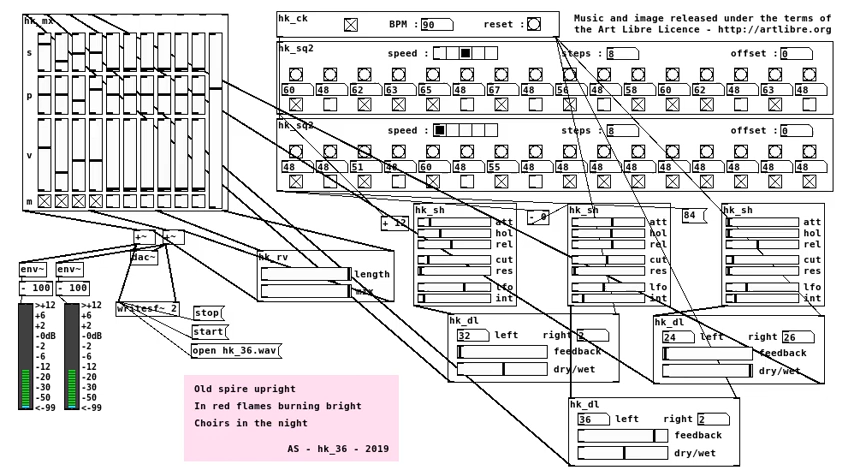 hk_mx
hk_ck BPM : 90 reset :
Music and image released under the terms of
the Art Libre Licence - http://artlibre.org
s
hk_sq2 speed : steps : 8 offset : 0
60 48 62 63 65 48 67 48 56 48 58 60 62 48 63 48
p
hk_sq2 speed : steps : 8 offset : 0
v
48 48 51 48 60 48 55 48 48 48 48 48 48 48 48 48
m
+ 12
hk_sh
att
hol
rel
cut
res
lfo
int
- 0
hk_sh
att
hol
rel
cut
res
lfo
int
84
hk_sh
att
hol
rel
cut
res
lfo
int
+~ +~
dac~
env~ env~
- 100 - 100
hk_rv
length
mix
>+12
+6
+2
-0dB
-2
-6
-12
-20
-30
-50
<-99
>+12
+6
+2
-0dB
-2
-6
-12
-20
-30
-50
<-99
writesf~ 2
stop
start
open hk_36.wav
hk_dl
32 left right 2
feedback
dry/wet
hk_dl
24 left right 26
feedback
dry/wet
hk_dl
36 left right 2
feedback
dry/wet
Old spire upright
In red flames burning bright
Choirs in the night
AS - hk_36 - 2019